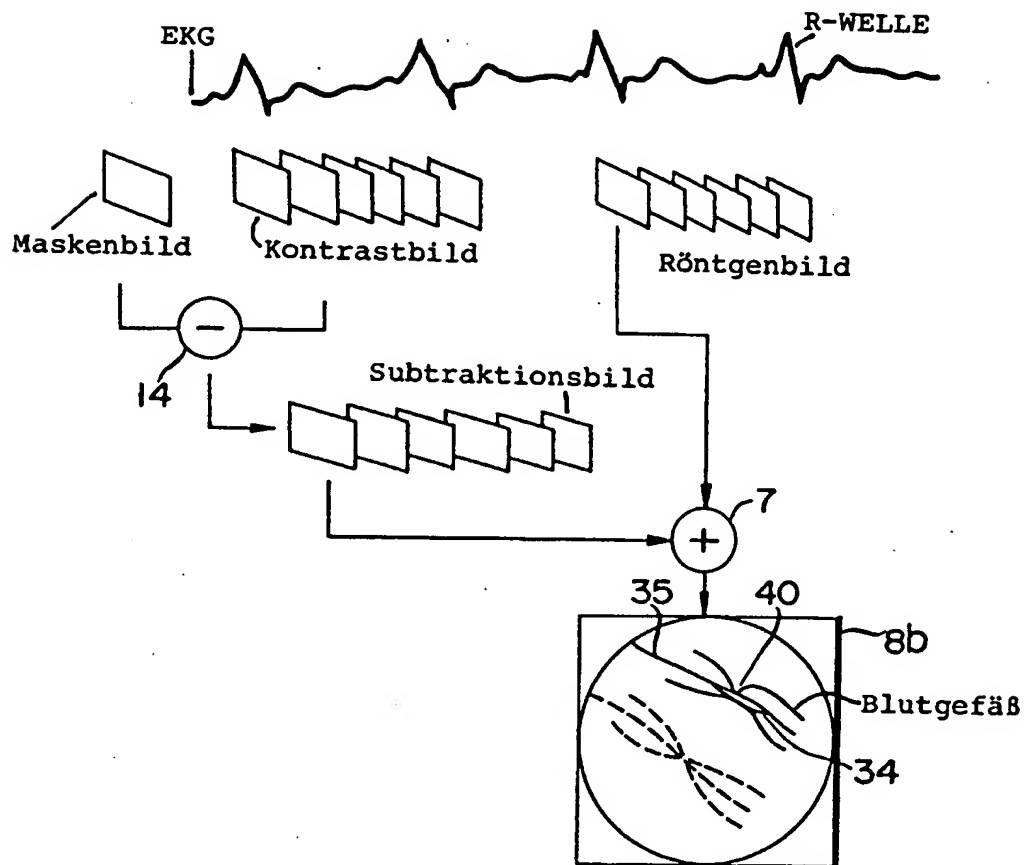 EKG
R-WELLE
Maskenbild
Kontrastbild
Röntgenbild
14
Subtraktionsbild
7
35
40
8b
Blutgefäß
34